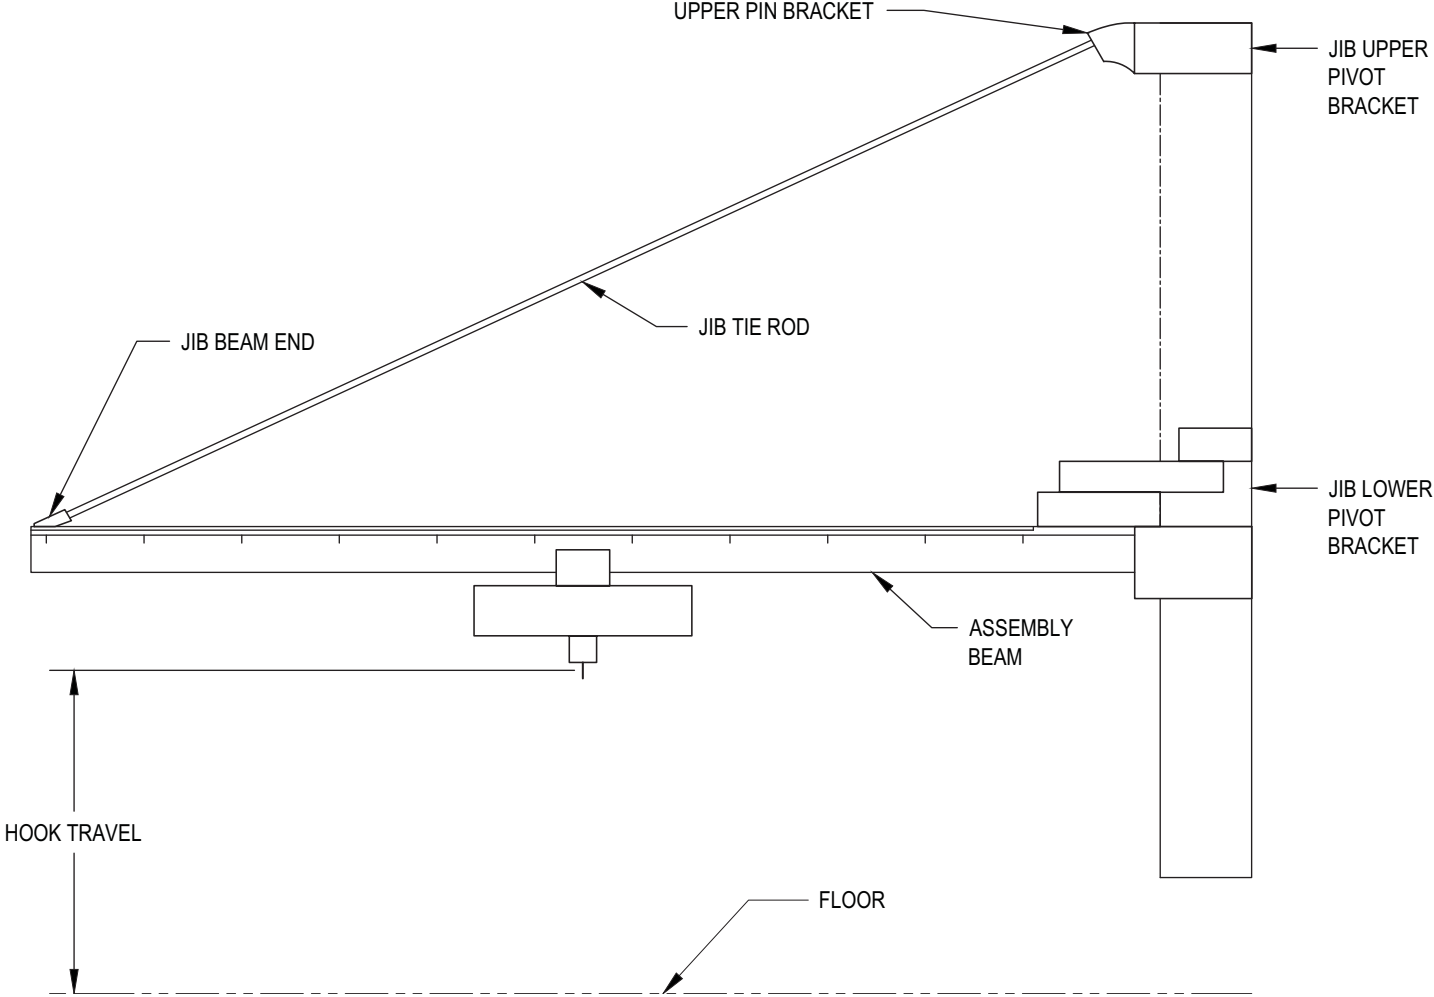 UPPER PIN BRACKET
JIB UPPER
PIVOT
BRACKET
JIB TIE ROD
JIB BEAM END
JIB LOWER
PIVOT
BRACKET
ASSEMBLY
BEAM
HOOK TRAVEL
FLOOR